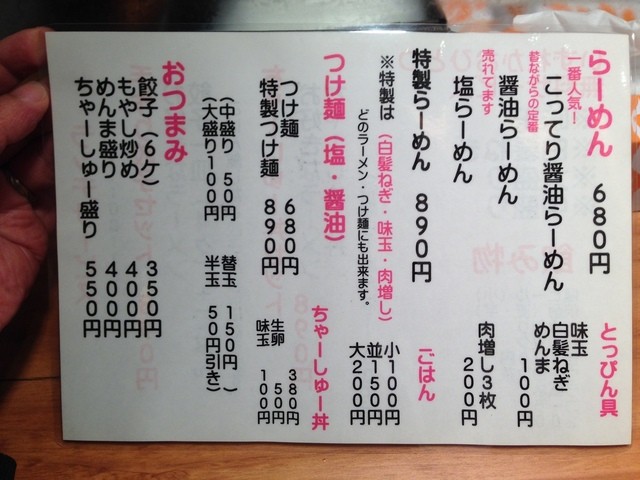 らーめん　６８０円
一番人気！
こってり醤油らーめん
昔ながらの定番
醤油らーめん
売れてます
塩らーめん
特製らーめん　８９０円
※特製は（白髪ねぎ・味玉・肉増し）
どのラーメン・つけ麺にも出来ます。
とっぴん具
味玉
白髪ねぎ
めんま
１００円
肉増し３枚
２００円
ごはん
小１００円
並１５０円
大２００円
つけ麺（塩・醤油）
つけ麺　６８０円
特製つけ麺　８９０円
（中盛り　５０円
（大盛り１００円
替玉　１５０円　）
半玉　５０円引き）
ちゃーしゅー丼
３８０円
生卵　５０円
味玉　１００円
おつまみ
餃子（６ケ）　３５０円
もやし炒め　４００円
めんま盛り　４００円
ちゃーしゅー盛り　５５０円